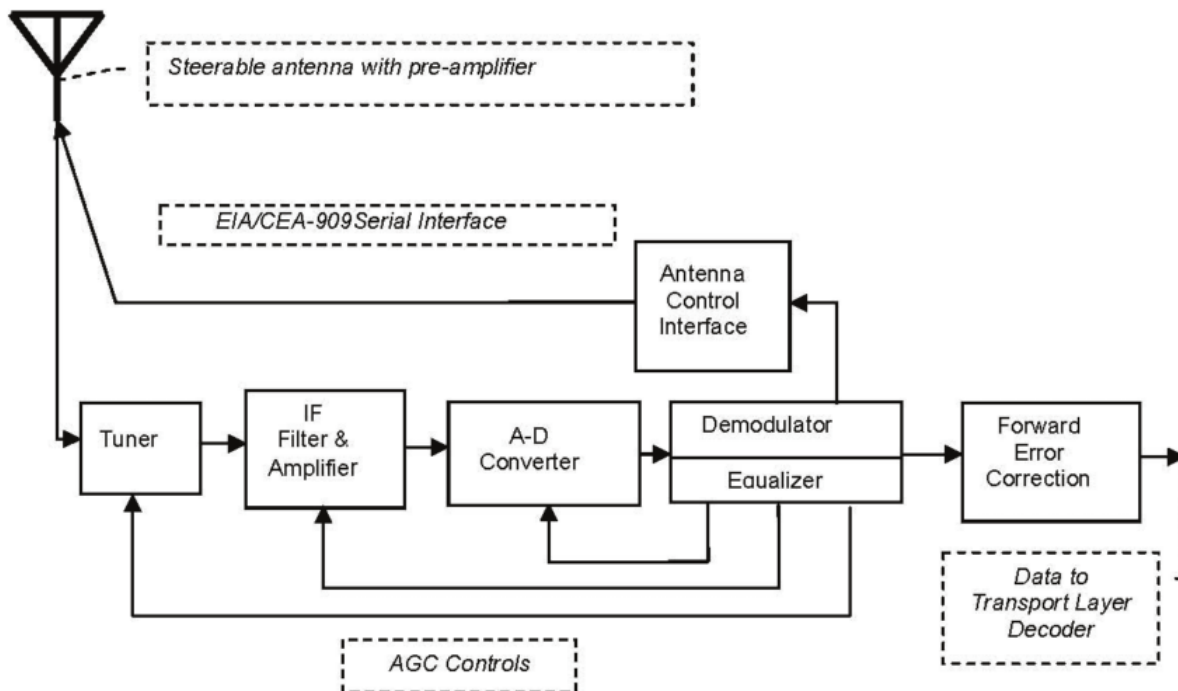 Steerable antenna with pre-amplifier
EIA/CEA-909Serial Interface
Antenna
Control
Interface
Tuner
IF
Filter &
Amplifier
A-D
Converter
Demodulator
Equalizer
Forward
Error
Correction
Data to
Transport Layer
Decoder
AGC Controls